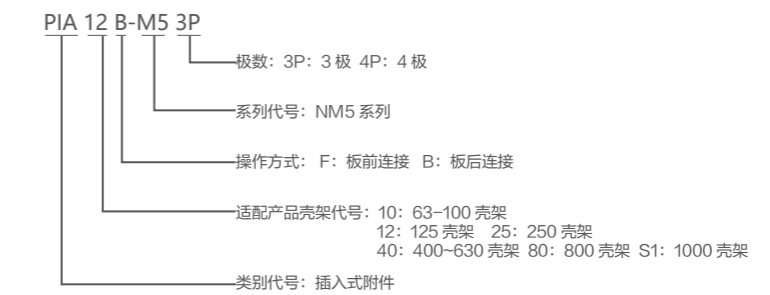 PIA 12 B-M5 3P
极数：3P：3 极 4P：4 极
系列代号：NM5 系列
操作方式： F：板前连接 B：板后连接
适配产品壳架代号：10：63-100 壳架
12：125 壳架 25：250 壳架
40：400~630 壳架 80：800 壳架 S1：1000 壳架
类别代号：插入式附件